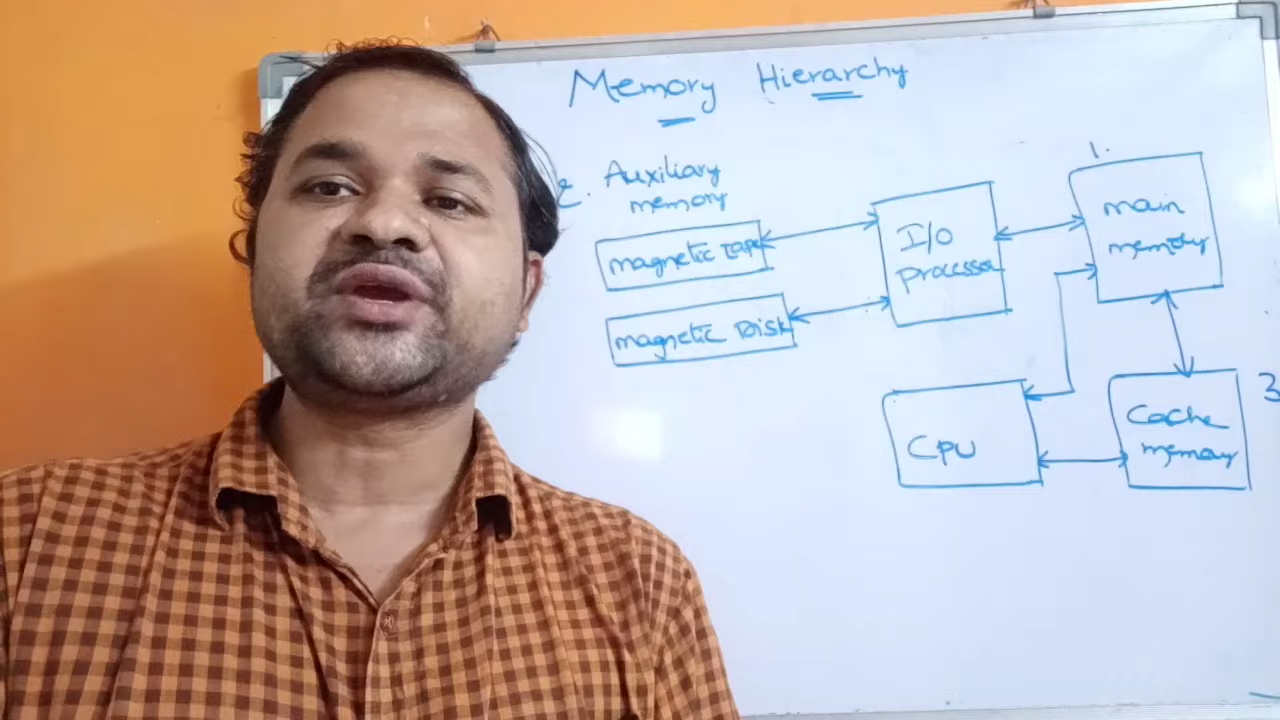 Memory Hierarchy
1.
2. Auxiliary
memory
magnetic tape
magnetic Disk
I/O
processor
main
memory
CPU
Cache
memory
3